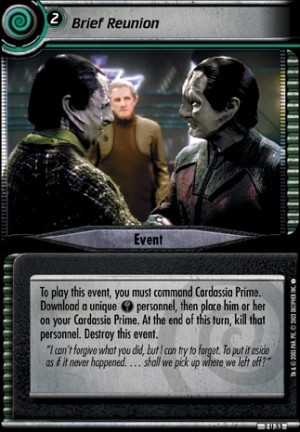 2
Brief Reunion
Event
To play this event, you must command Cardassia Prime.
Download a unique personnel, then place him or her
on your Cardassia Prime. At the end of this turn, kill that
personnel. Destroy this event.
"I can't forgive what you did, but I can try to forget. To put it aside
as if it never happened. . . . shall we pick up where we left off?"